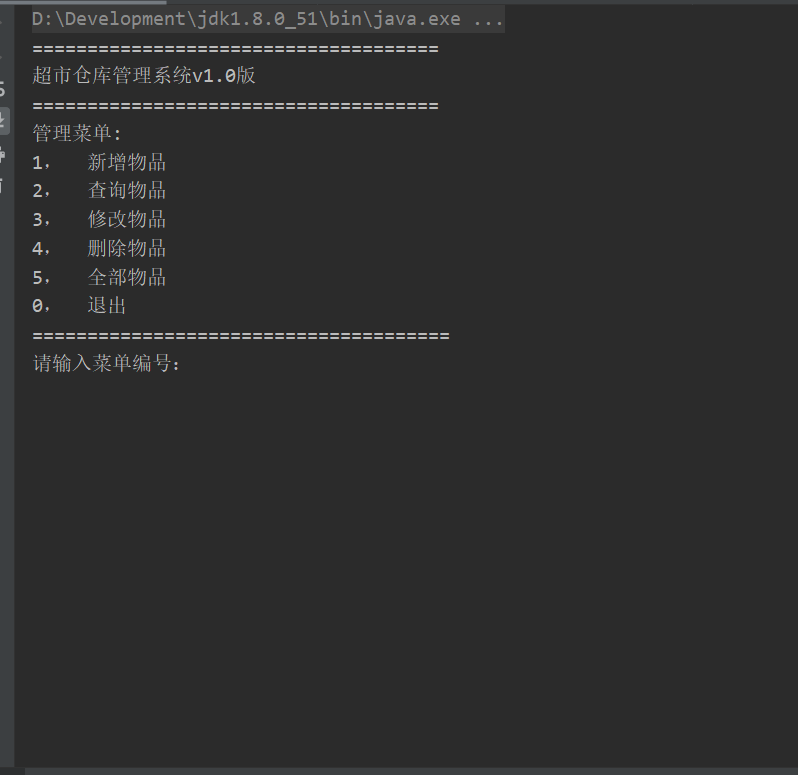 D:\Development\jdk1.8.0_51\bin\java.exe ...
=====================================
超市仓库管理系统v1.0版
=====================================
管理菜单:
1， 新增物品
2， 查询物品
3， 修改物品
4， 删除物品
5， 全部物品
0， 退出
======================================
请输入菜单编号: